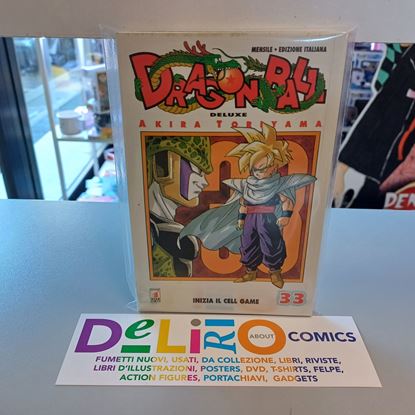 MENSILE • EDIZIONE ITALIANA
DRAGON BALL
DELUXE
AKIRA TORIYAMA
INIZIA IL CELL GAME
33
DELIRIO
ABOUT
COMICS
FUMETTI NUOVI, USATI, DA COLLEZIONE, LIBRI, RIVISTE,
LIBRI D'ILLUSTRAZIONI, POSTERS, DVD, T-SHIRTS, FELPE,
ACTION FIGURES, PORTACHIAVI, GADGETS
DEN